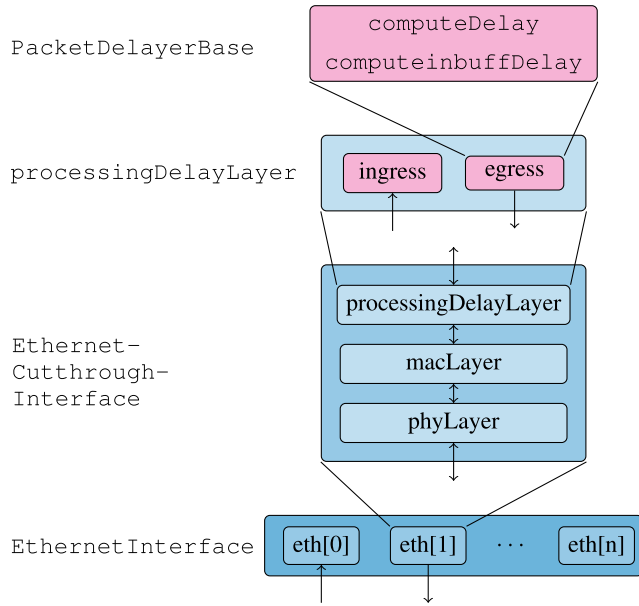 computeDelay
PacketDelayerBase
computeinbuffDelay
processingDelayLayer
ingress
egress
processingDelayLayer
Ethernet-
Cutthrough-
Interface
macLayer
phyLayer
EthernetInterface
eth[0]
eth[1]
···
eth[n]